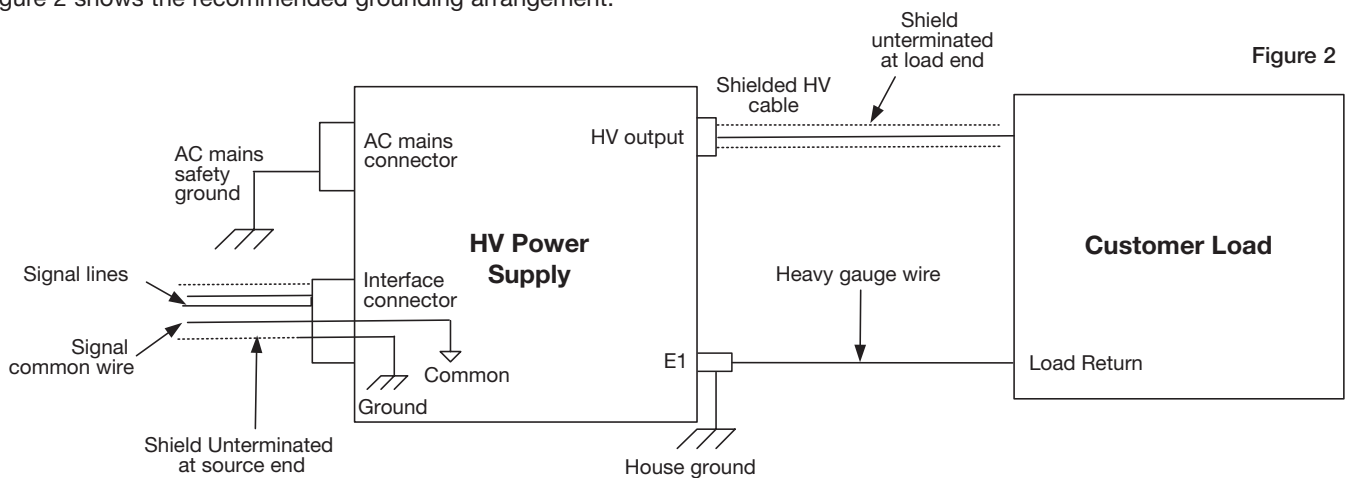 gure 2 shows the recommended grounding arrangement.
Shield
unterminated
at load end
Figure 2
Shielded HV
cable
HV output
AC mains
connector
AC mains
safety
ground
HV Power
Supply
Customer Load
Signal lines
Interface
connector
Heavy gauge wire
Signal
common wire
Common
E1
Load Return
Ground
Shield Unterminated
at source end
House ground